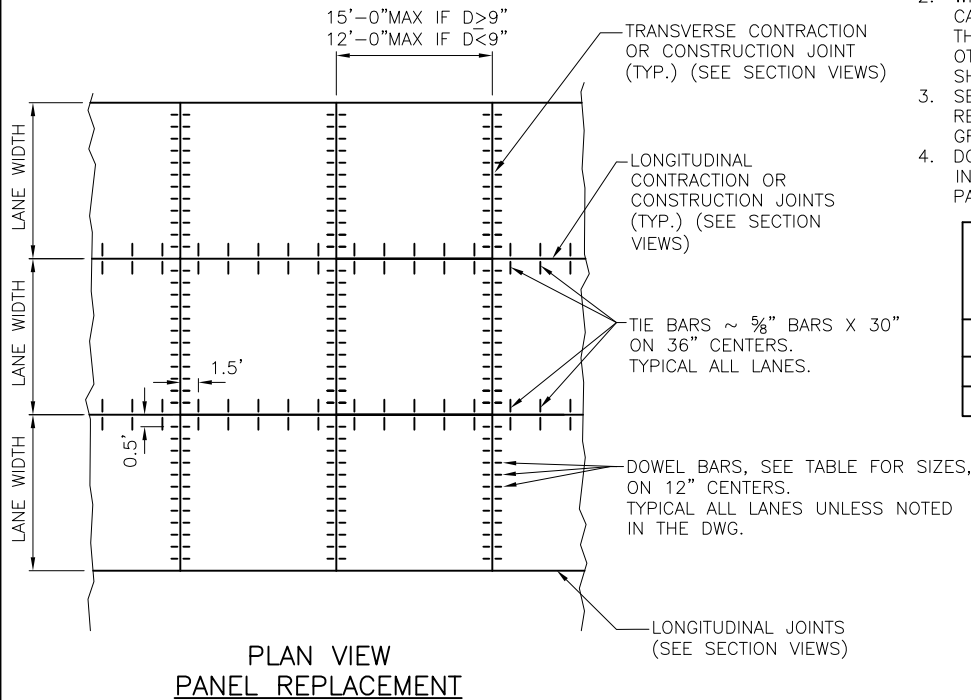 15'-0"MAX IF D>9"
12'-0"MAX IF D<9"
TRANSVERSE CONTRACTION
OR CONSTRUCTION JOINT
(TYP.) (SEE SECTION VIEWS)
LONGITUDINAL
CONTRACTION OR
CONSTRUCTION JOINTS
(TYP.) (SEE SECTION
VIEWS)
TIE BARS ~ ⅝" BARS X 30"
ON 36" CENTERS.
TYPICAL ALL LANES.
DOWEL BARS, SEE TABLE FOR SIZES,
ON 12" CENTERS.
TYPICAL ALL LANES UNLESS NOTED
IN THE DWG.
LONGITUDINAL JOINTS
(SEE SECTION VIEWS)
LANE WIDTH
LANE WIDTH
LANE WIDTH
1.5'
0.5'
PLAN VIEW
PANEL REPLACEMENT
2.
CA
TH
OT
SH
3. SE
RE
GR
4. DO
IN
PA